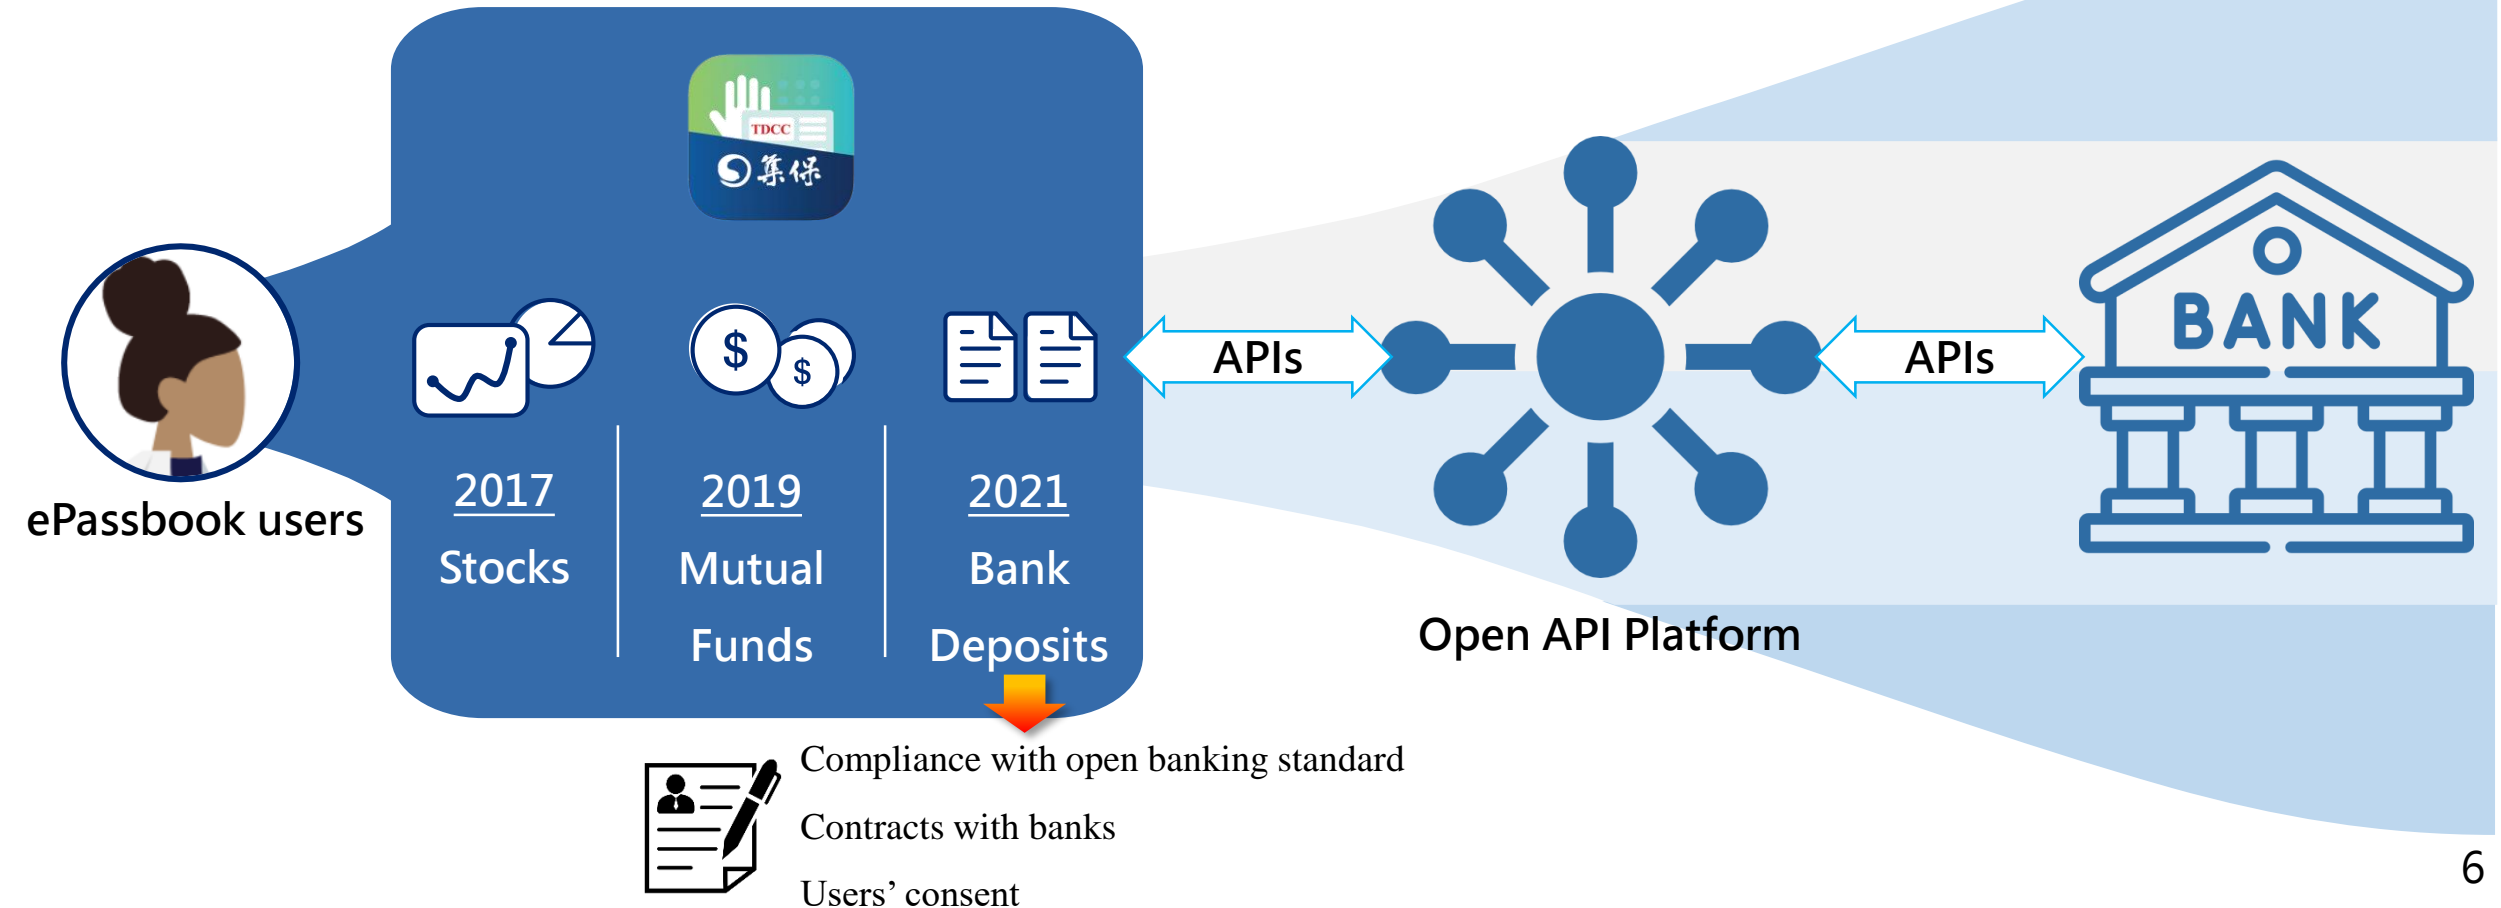 TDCC
集保
ePassbook users
2017
Stocks
2019
Mutual
Funds
2021
Bank
Deposits
APIs
APIs
BANK
Open API Platform
$
$
Compliance with open banking standard
Contracts with banks
Users’ consent
6